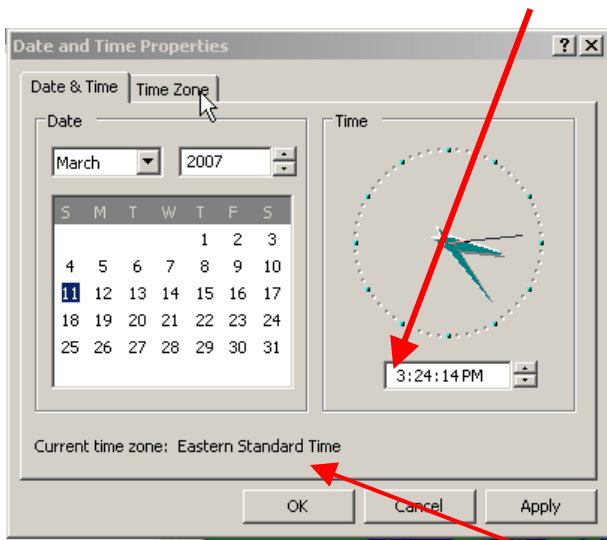 Date and Time Properties
Date & Time Time Zone
Date Time
March 2007
S M T W T F S
1 2 3
4 5 6 7 8 9 10
11 12 13 14 15 16 17
18 19 20 21 22 23 24
25 26 27 28 29 30 31
3:24:14 PM
Current time zone: Eastern Standard Time
OK Cancel Apply